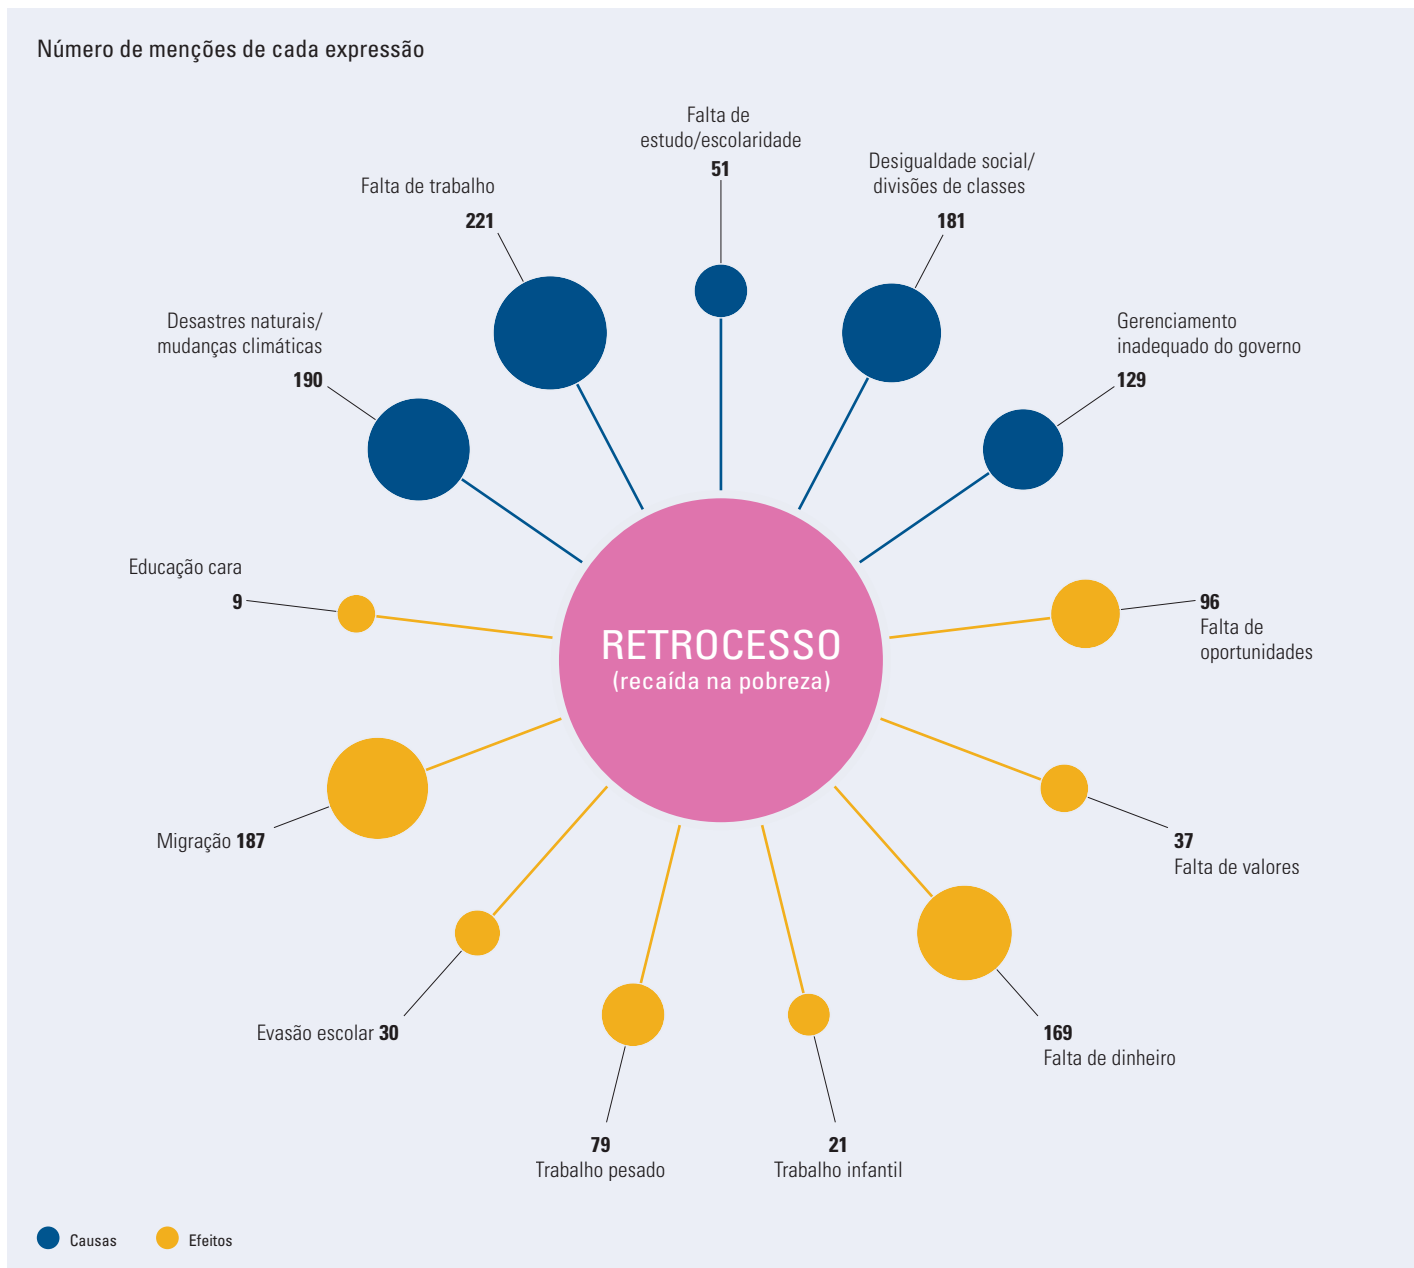 Número de menções de cada expressão
Falta de
estudo/escolaridade
51
Desigualdade social/
divisões de classes
181
Falta de trabalho
221
Desastres naturais/
mudanças climáticas
190
Gerenciamento
inadequado do governo
129
Educação cara
9
96
Falta de
oportunidades
RETROCESSO
(recaída na pobreza)
Migração 187
37
Falta de valores
Evasão escolar 30
169
Falta de dinheiro
79
Trabalho pesado
21
Trabalho infantil
Causas
Efeitos